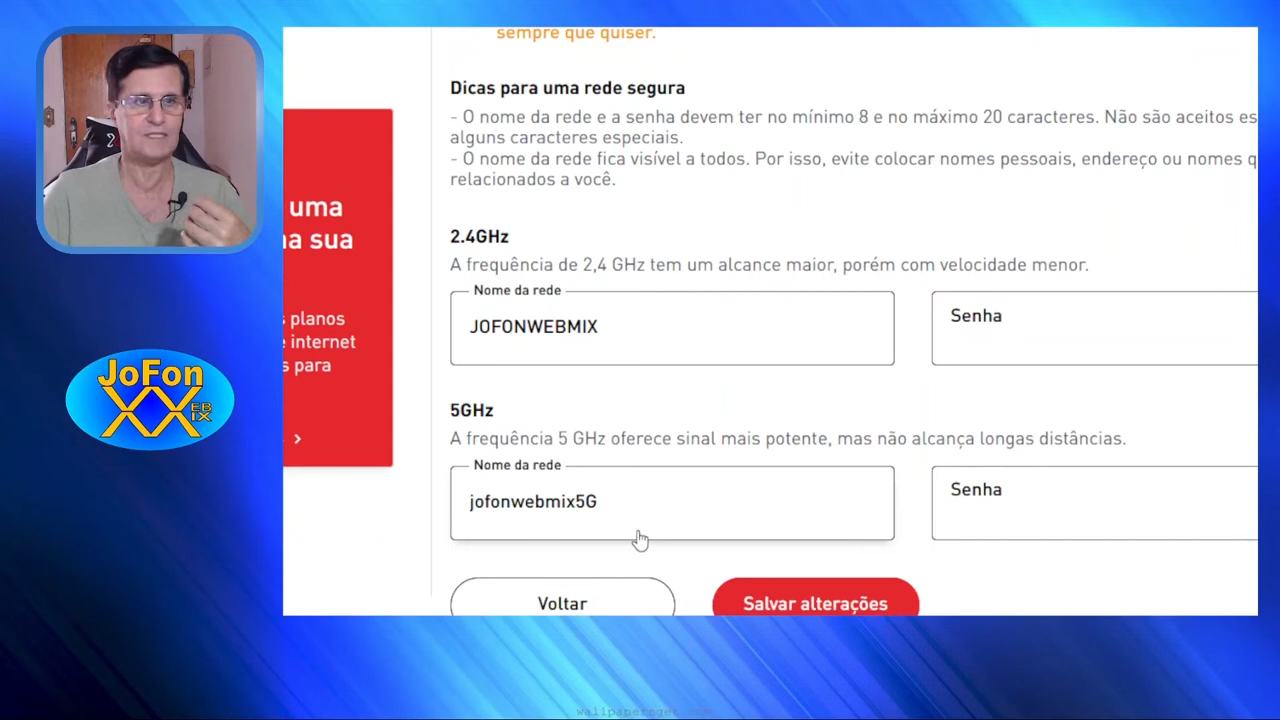 sempre que quiser.
Dicas para uma rede segura
- O nome da rede e a senha devem ter no mínimo 8 e no máximo 20 caracteres. Não são aceitos es
alguns caracteres especiais.
- O nome da rede fica visível a todos. Por isso, evite colocar nomes pessoais, endereço ou nomes q
relacionados a você.
uma
na sua
s planos
e internet
s para
2.4GHz
A frequência de 2,4 GHz tem um alcance maior, porém com velocidade menor.
Nome da rede
JOFONWEBMIX
Senha
5GHz
A frequência 5 GHz oferece sinal mais potente, mas não alcança longas distâncias.
Nome da rede
jofonwebmix5G
Senha
Voltar
Salvar alterações
JoFon
XX
EB
IX